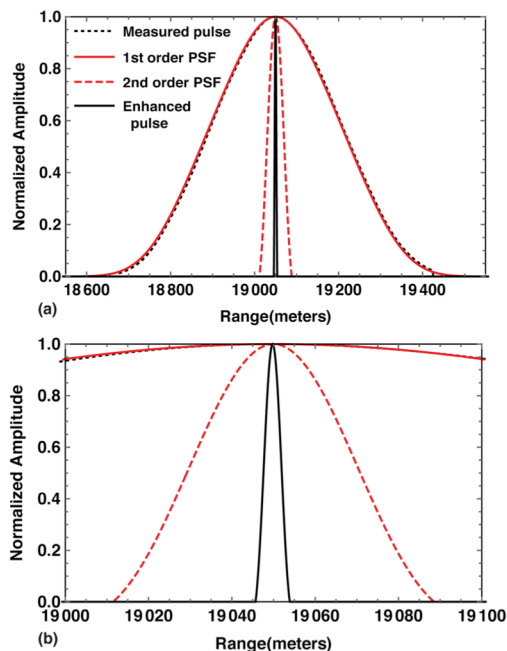 1.0
0.8
0.6
0.4
0.2
0.0
Normalized Amplitude
Measured pulse
1st order PSF
2nd order PSF
Enhanced
pulse
18 600 18 800 19 000 19 200 19 400
(a)
Range(meters)
1.0
0.8
0.6
0.4
0.2
0.0
Normalized Amplitude
19 000 19 020 19 040 19 060 19 080 19 100
(b)
Range(meters)